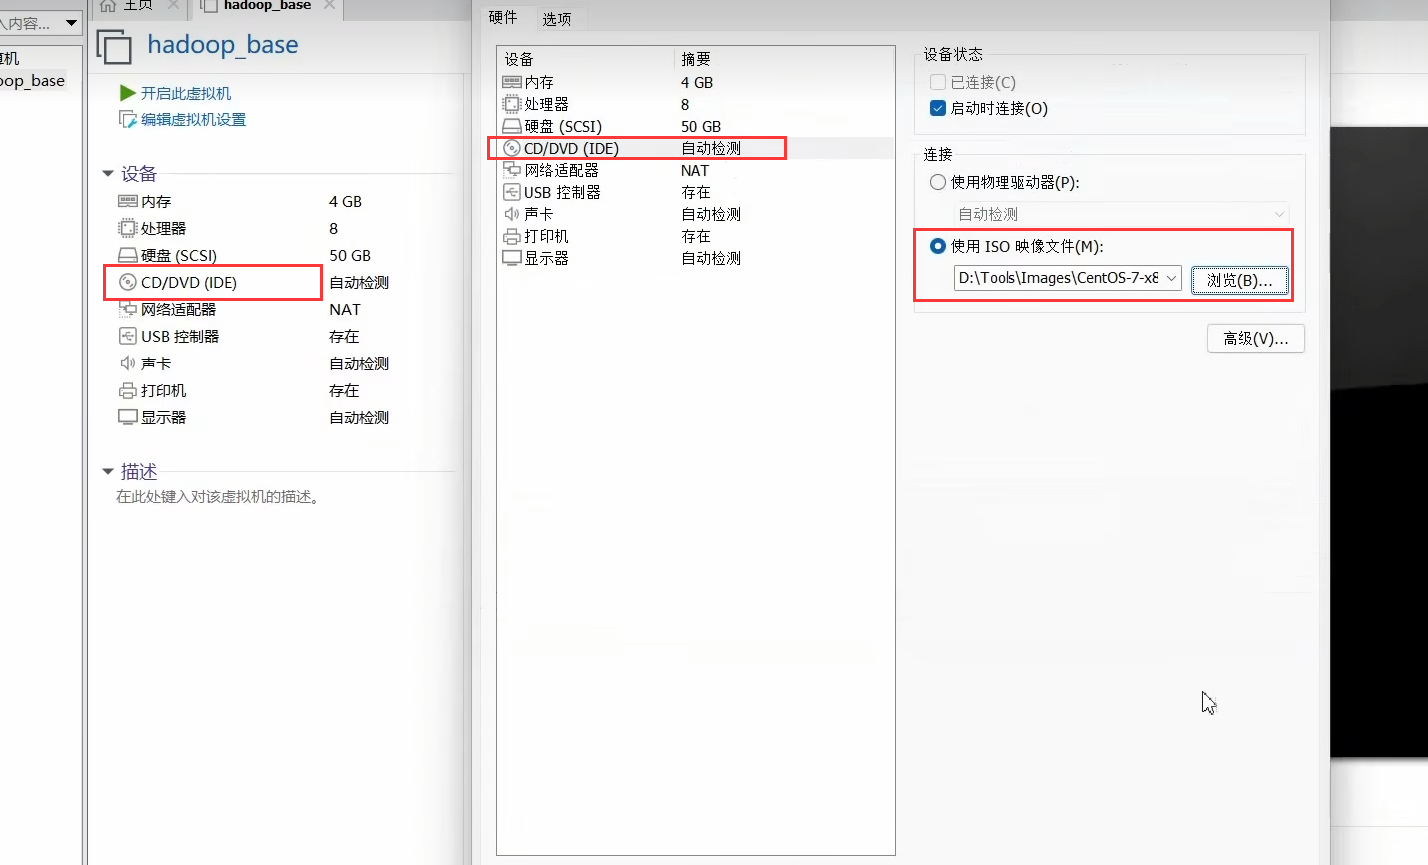 主页
hadoop_base
入内容...
算机
oop_base
hadoop_base
开启此虚拟机
编辑虚拟机设置
设备
内存 4 GB
处理器 8
硬盘 (SCSI) 50 GB
CD/DVD (IDE) 自动检测
网络适配器 NAT
USB 控制器 存在
声卡 自动检测
打印机 存在
显示器 自动检测
描述
在此处键入对该虚拟机的描述。
硬件 选项
设备 摘要
内存 4 GB
处理器 8
硬盘 (SCSI) 50 GB
CD/DVD (IDE) 自动检测
网络适配器 NAT
USB 控制器 存在
声卡 自动检测
打印机 存在
显示器 自动检测
设备状态
已连接(C)
启动时连接(O)
连接
使用物理驱动器(P):
自动检测
使用 ISO 映像文件(M):
D:\Tools\Images\CentOS-7-x8 浏览(B)...
高级(V)...